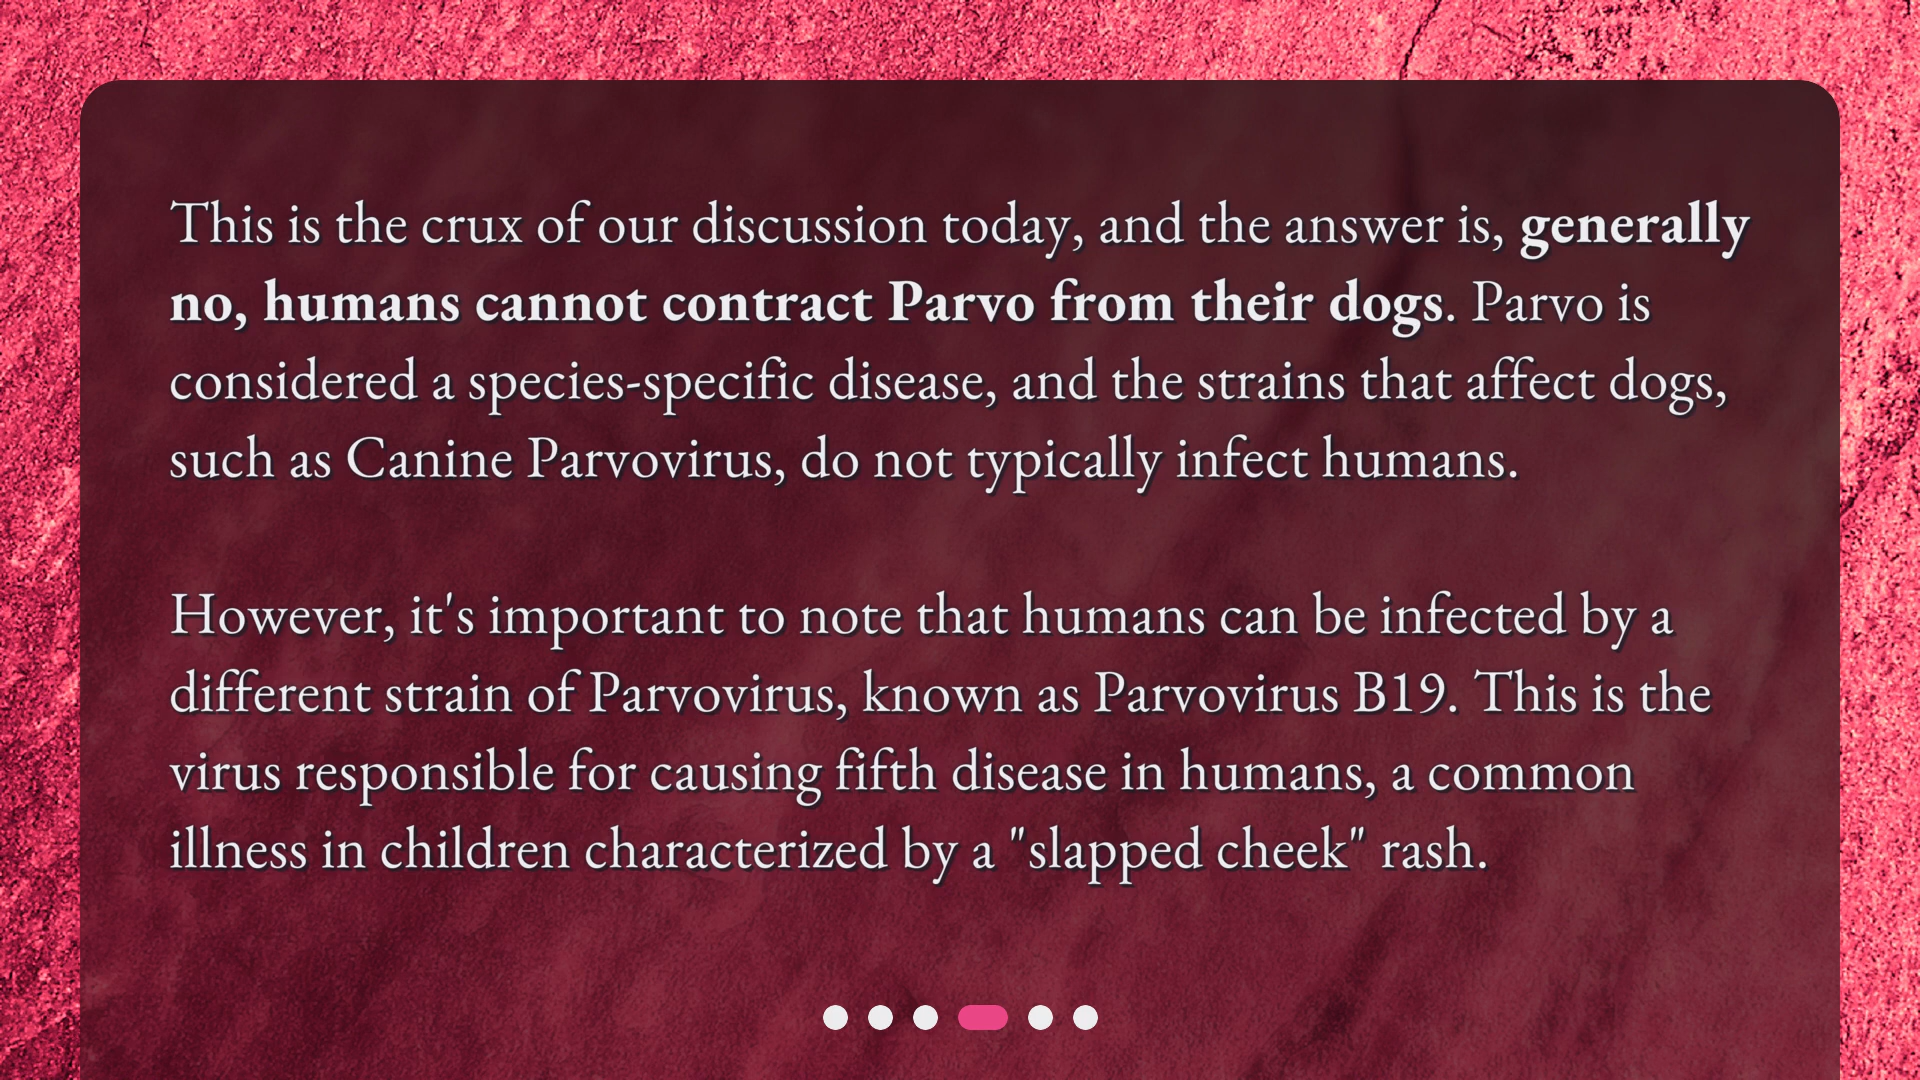 This is the crux of our discussion today, and the answer is, generally
no, humans cannot contract Parvo from their dogs. Parvo is
considered a species-specific disease, and the strains that affect dogs,
such as Canine Parvovirus, do not typically infect humans.
However, it's important to note that humans can be infected by a
different strain of Parvovirus, known as Parvovirus B19. This is the
virus responsible for causing fifth disease in humans, a common
illness in children characterized by a "slapped cheek" rash.